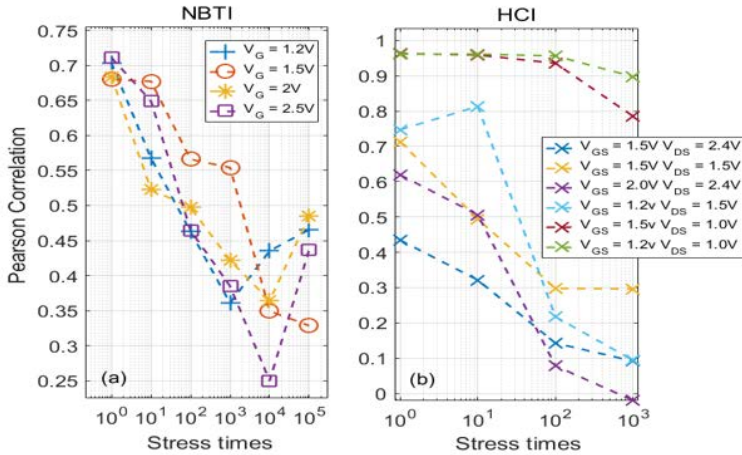 NBTI
HCI
Pearson Correlation
0.75
0.7
0.65
0.6
0.55
0.5
0.45
0.4
0.35
0.3
0.25
V_G = 1.2V
V_G = 1.5V
V_G = 2V
V_G = 2.5V
(a)
10^0 10^1 10^2 10^3 10^4 10^5
Stress times
1
0.9
0.8
0.7
0.6
0.5
0.4
0.3
0.2
0.1
0
V_GS = 1.5V V_DS = 2.4V
V_GS = 1.5V V_DS = 1.5V
V_GS = 2.0V V_DS = 2.4V
V_GS = 1.2v V_DS = 1.5V
V_GS = 1.5v V_DS = 1.0V
V_GS = 1.2v V_DS = 1.0V
(b)
10^0 10^1 10^2 10^3
Stress times